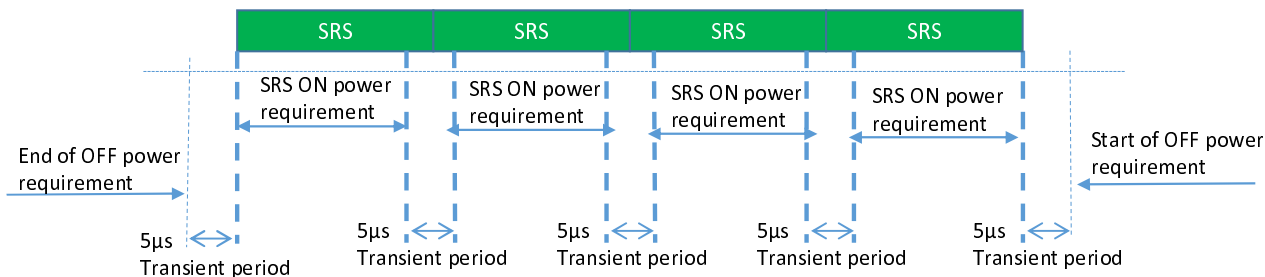 SRS
SRS
SRS
SRS
SRS ON power
requirement
SRS ON power
requirement
SRS ON power
requirement
SRS ON power
requirement
End of OFF power
requirement
Start of OFF power
requirement
5µs
Transient period
5µs
Transient period
5µs
Transient period
5µs
Transient period
5µs
Transient period